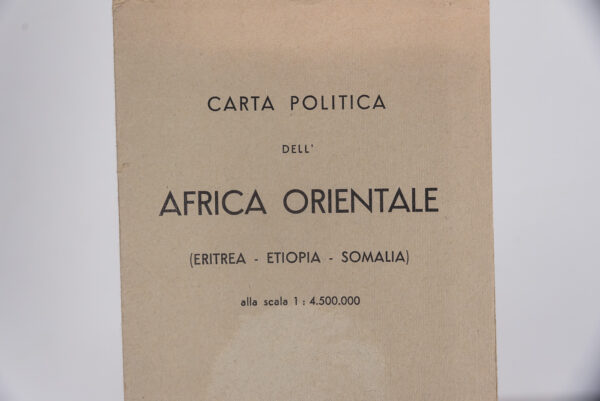 CARTA POLITICA
DELL'
AFRICA ORIENTALE
(ERITREA - ETIOPIA - SOMALIA)
alla scala 1 : 4.500.000